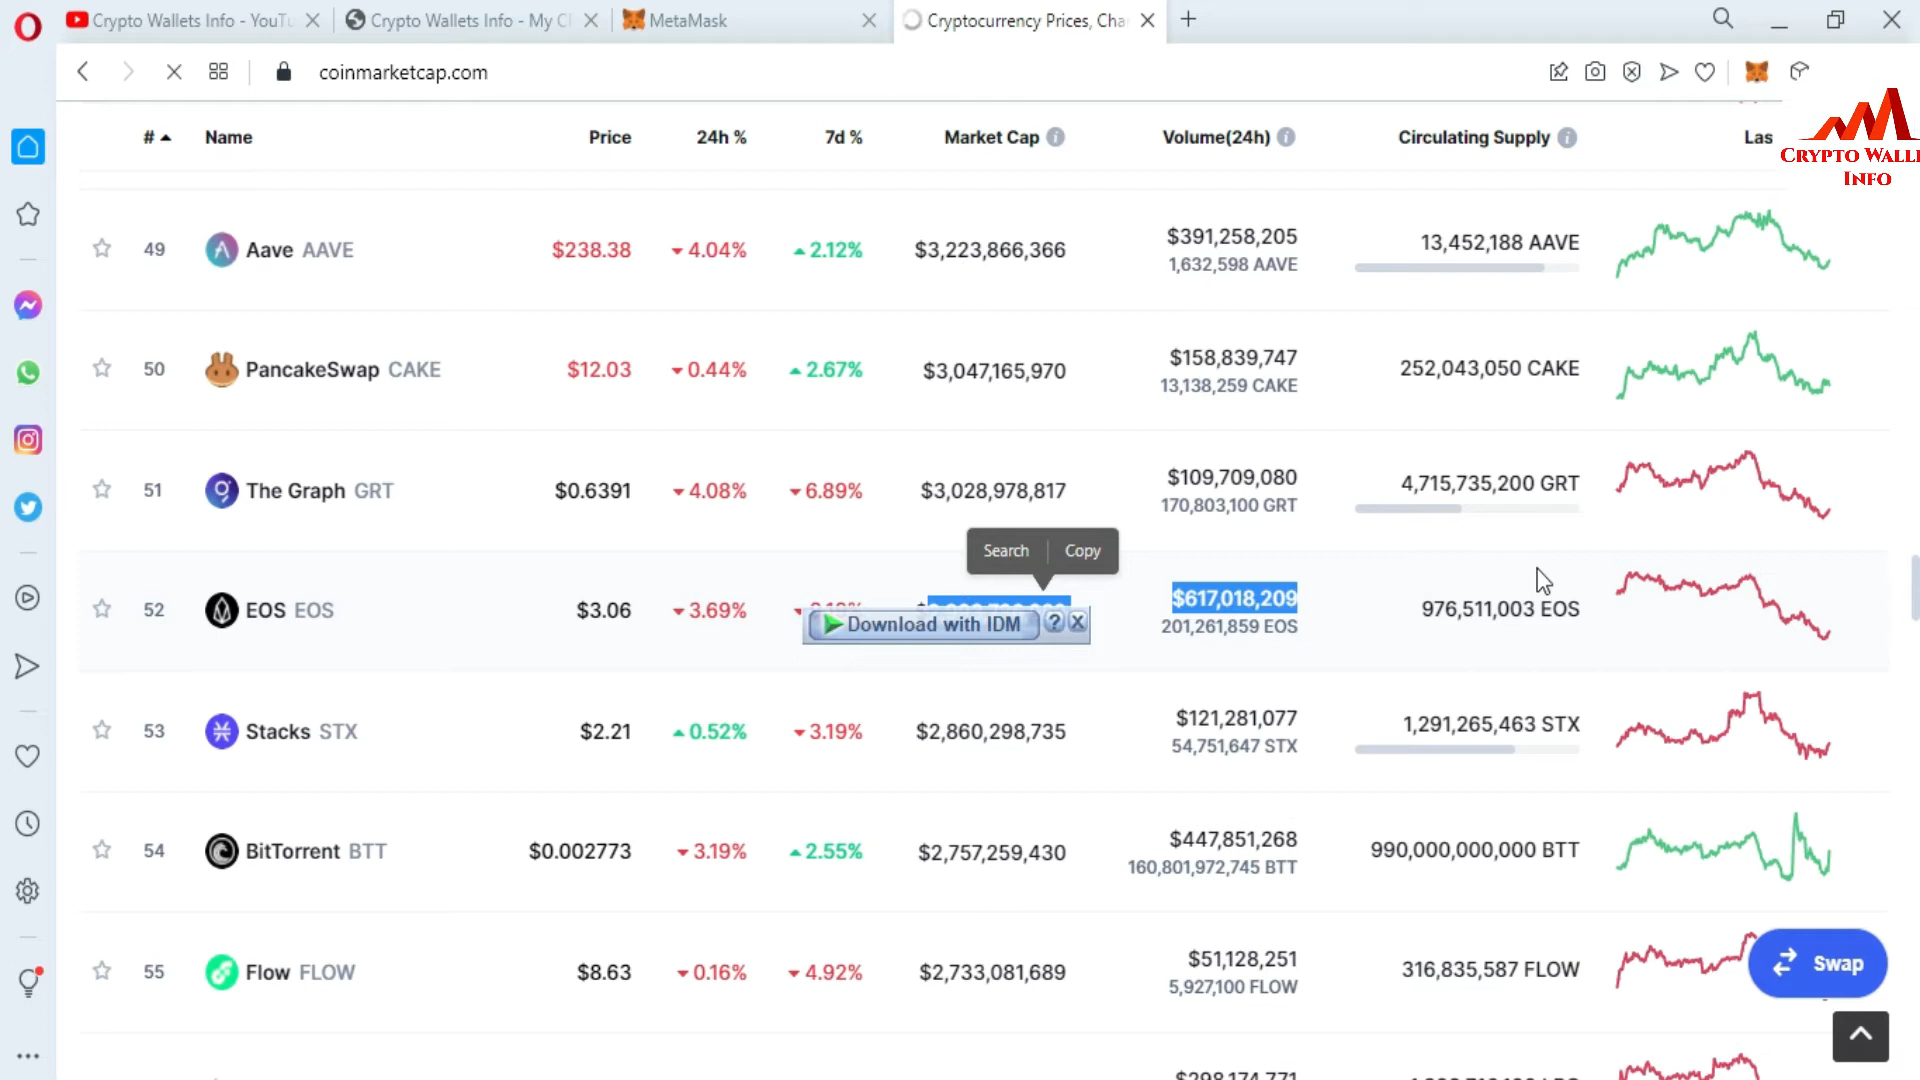 Crypto Wallets Info - YouTu
Crypto Wallets Info - My C
MetaMask
Cryptocurrency Prices, Cha
coinmarketcap.com
CRYPTO WALLE
INFO
# Name Price 24h % 7d % Market Cap Volume(24h) Circulating Supply Las
49 Aave AAVE $238.38 4.04% 2.12% $3,223,866,366 $391,258,205 13,452,188 AAVE
1,632,598 AAVE
50 PancakeSwap CAKE $12.03 0.44% 2.67% $3,047,165,970 $158,839,747 252,043,050 CAKE
13,138,259 CAKE
51 The Graph GRT $0.6391 4.08% 6.89% $3,028,978,817 $109,709,080 4,715,735,200 GRT
170,803,100 GRT
Search Copy
52 EOS EOS $3.06 3.69% $617,018,209 976,511,003 EOS
201,261,859 EOS
Download with IDM ? X
53 Stacks STX $2.21 0.52% 3.19% $2,860,298,735 $121,281,077 1,291,265,463 STX
54,751,647 STX
54 BitTorrent BTT $0.002773 3.19% 2.55% $2,757,259,430 $447,851,268 990,000,000,000 BTT
160,801,972,745 BTT
55 Flow FLOW $8.63 0.16% 4.92% $2,733,081,689 $51,128,251 316,835,587 FLOW
5,927,100 FLOW
Swap
$298,174,771